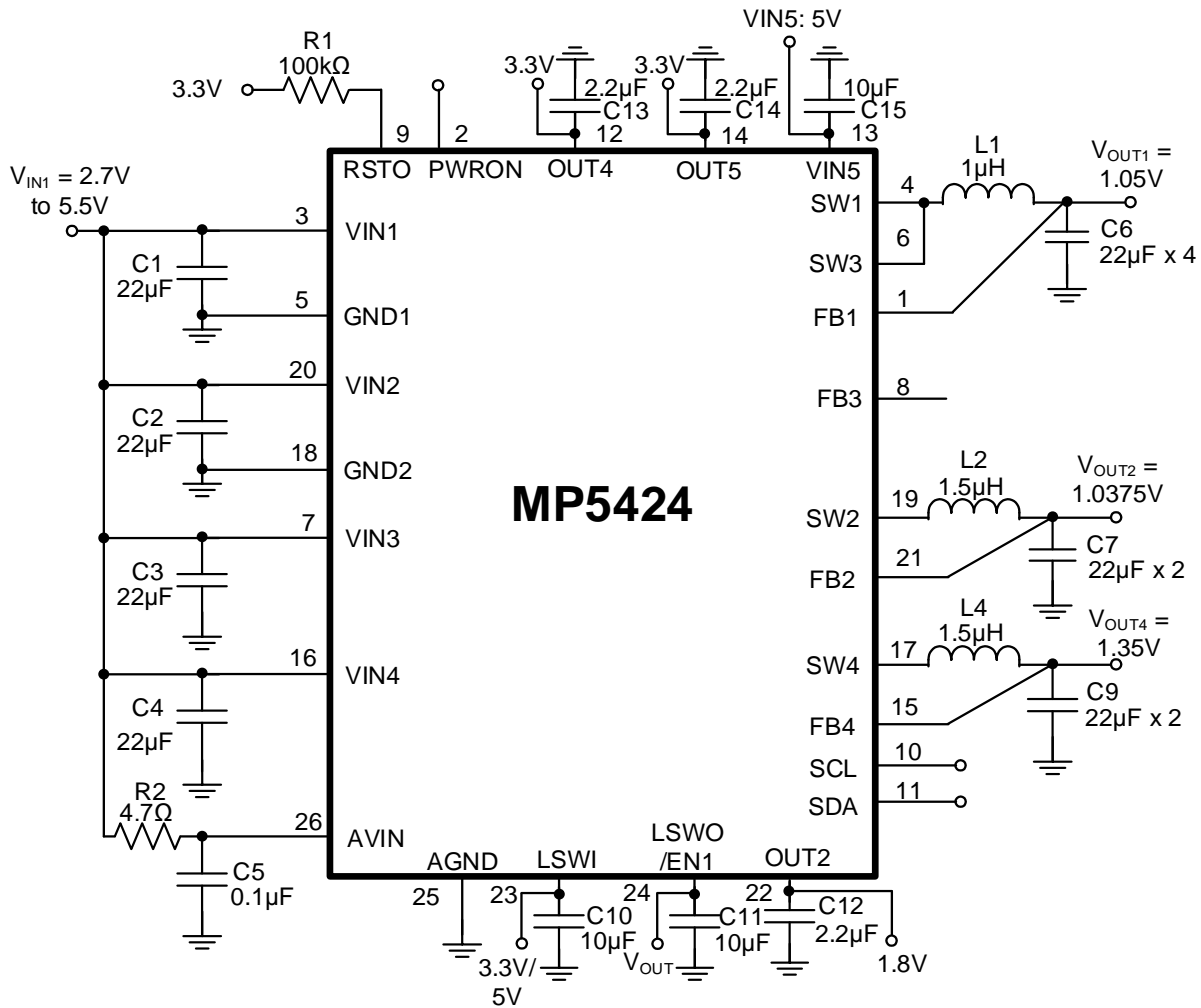 VIN5: 5V
R1
100kΩ
3.3V
3.3V
3.3V
2.2µF
C13
2.2µF
C14
10µF
C15
9
2
12
14
13
RSTO
PWRON
OUT4
OUT5
VIN5
V_IN1 = 2.7V
to 5.5V
3
VIN1
C1
22µF
5
GND1
20
VIN2
C2
22µF
18
GND2
7
VIN3
C3
22µF
16
VIN4
C4
22µF
R2
4.7Ω
26
AVIN
C5
0.1µF
MP5424
SW1
4
L1
1µH
V_OUT1 =
1.05V
6
SW3
C6
22µF x 4
1
FB1
FB3
8
L2
1.5µH
V_OUT2 =
1.0375V
SW2
19
C7
22µF x 2
FB2
21
L4
1.5µH
V_OUT4 =
1.35V
SW4
17
C9
22µF x 2
FB4
15
SCL
10
SDA
11
AGND
LSWI
LSWO
/EN1
OUT2
25
23
24
22
C10
10µF
C11
10µF
C12
2.2µF
3.3V/
5V
V_OUT
1.8V